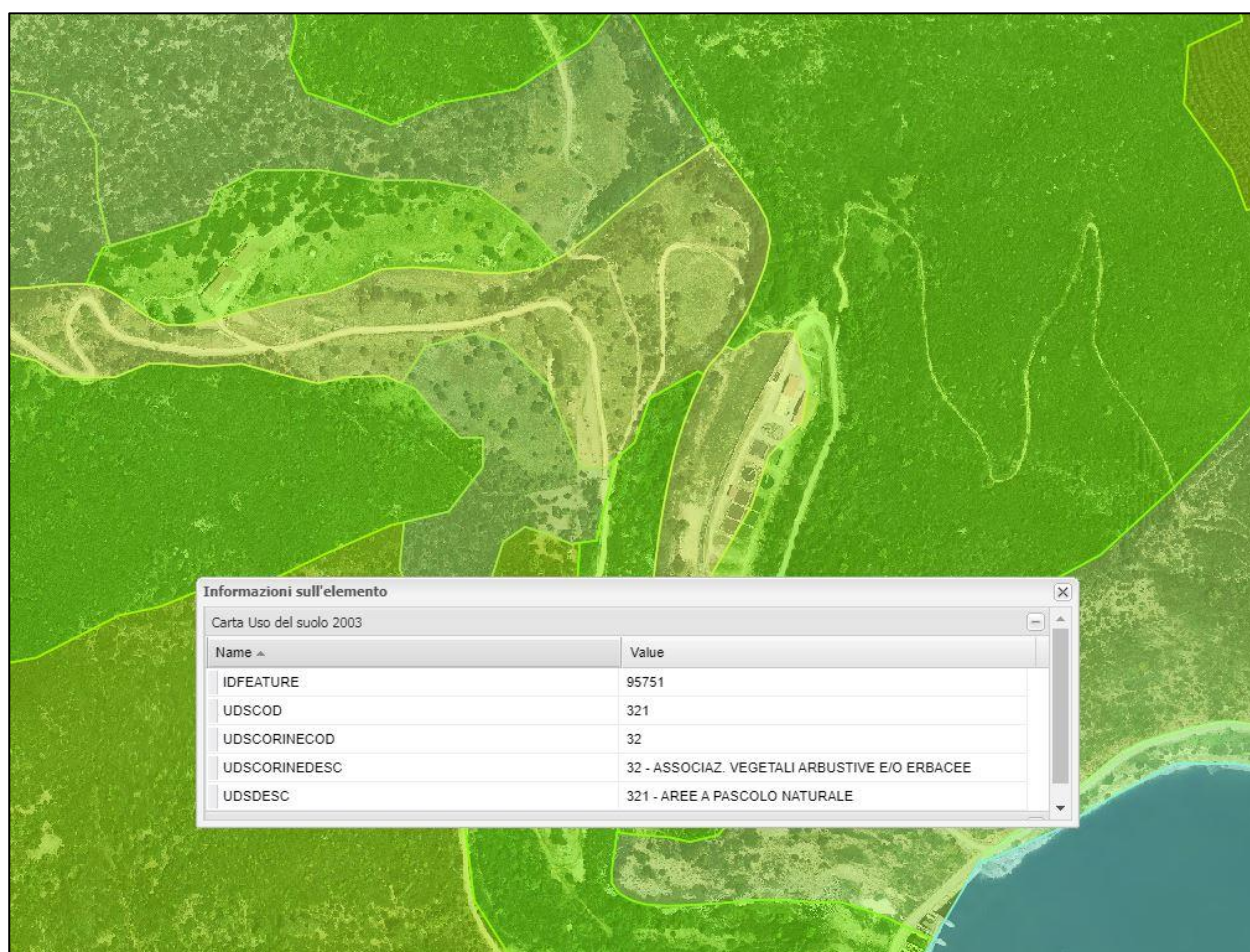 Informazioni sull'elemento
Carta Uso del suolo 2003
Name Value
IDFEATURE 95751
UDSCOD 321
UDSCORINECOD 32
UDSCORINEDESC 32 - ASSOCIAZ. VEGETALI ARBUSTIVE E/O ERBACEE
UDSDESC 321 - AREE A PASCOLO NATURALE